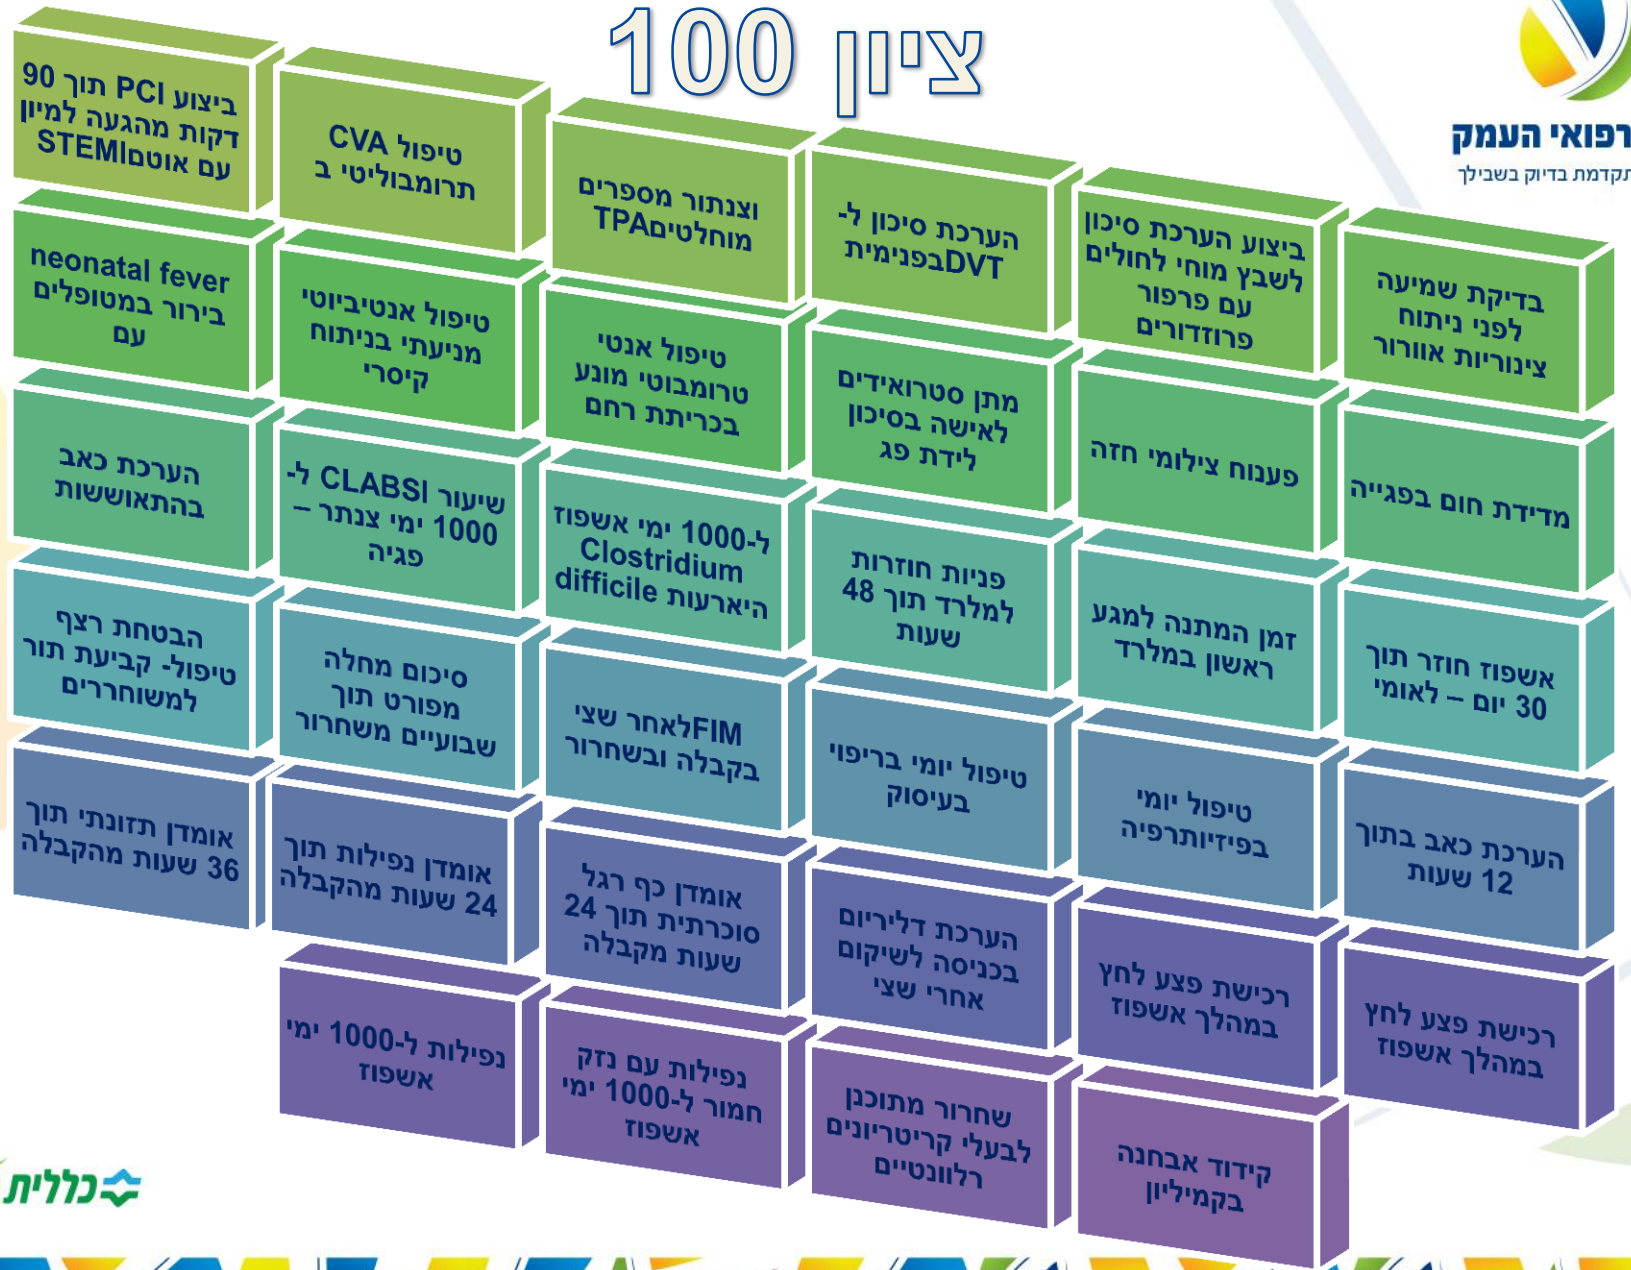 ציון 100
רפואי העמק
תקדמת בדיוק בשבילך
בדיקת שמיעה
לפני ניתוח
צינוריות אוורור
ביצוע הערכת סיכון
לשבץ מוחי לחולים
עם פרפור
פרוזדורים
הערכת סיכון ל-
DVTבפנימית
וצנתור מספרים
מוחלטיםTPA
טיפול CVA
תרומבוליטי ב
ביצוע PCI תוך 90
דקות מהגעה למיון
עם אוטםSTEMI
מדידת חום בפגייה
פענוח צילומי חזה
מתן סטרואידים
לאישה בסיכון
לידת פג
טיפול אנטי
טרומבוטי מונע
בכריתת רחם
טיפול אנטיביוטי
מניעתי בניתוח
קיסרי
neonatal fever
בירור במטופלים
עם
אשפוז חוזר תוך
30 יום – לאומי
זמן המתנה למגע
ראשון במלרד
פניות חוזרות
למלרד תוך 48
שעות
ל-1000 ימי אשפוז
Clostridium
היארעות difficile
שיעור CLABSI ל-
1000 ימי צנתר –
פגיה
הערכת כאב
בהתאוששות
הערכת כאב בתוך
12 שעות
טיפול יומי
בפיזיותרפיה
טיפול יומי בריפוי
בעיסוק
FIMלאחר שצי
בקבלה ובשחרור
סיכום מחלה
מפורט תוך
שבועיים משחרור
הבטחת רצף
טיפול- קביעת תור
למשוחררים
רכישת פצע לחץ
במהלך אשפוז
רכישת פצע לחץ
במהלך אשפוז
הערכת דליריום
בכניסה לשיקום
אחרי שצי
אומדן כף רגל
סוכרתית תוך 24
שעות מקבלה
אומדן נפילות תוך
24 שעות מהקבלה
אומדן תזונתי תוך
36 שעות מהקבלה
קידוד אבחנה
בקמיליון
שחרור מתוכנן
לבעלי קריטריונים
רלוונטיים
נפילות עם נזק
חמור ל-1000 ימי
אשפוז
נפילות ל-1000 ימי
אשפוז
כללית